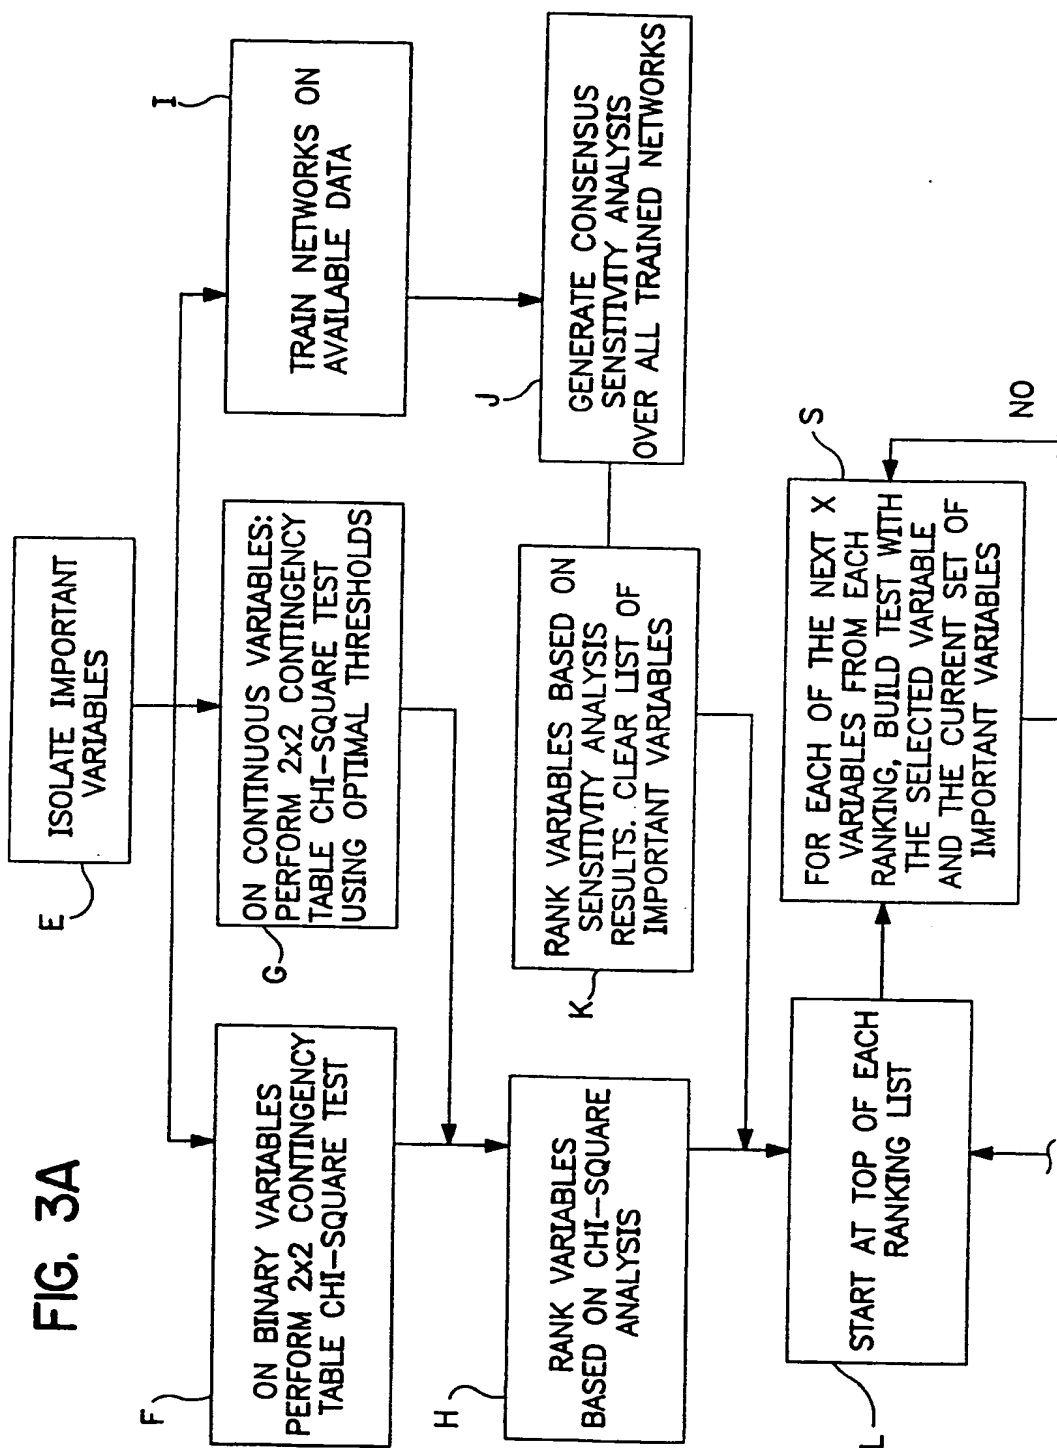 FIG. 3A
E
ISOLATE IMPORTANT
VARIABLES
F
ON BINARY VARIABLES
PERFORM 2x2 CONTINGENCY
TABLE CHI-SQUARE TEST
G
ON CONTINUOUS VARIABLES:
PERFORM 2x2 CONTINGENCY
TABLE CHI-SQUARE TEST
USING OPTIMAL THRESHOLDS
I
TRAIN NETWORKS ON
AVAILABLE DATA
H
RANK VARIABLES
BASED ON CHI-SQUARE
ANALYSIS
K
RANK VARIABLES BASED ON
SENSITIVITY ANALYSIS
RESULTS. CLEAR LIST OF
IMPORTANT VARIABLES
J
GENERATE CONSENSUS
SENSITIVITY ANALYSIS
OVER ALL TRAINED NETWORKS
L
START AT TOP OF EACH
RANKING LIST
S
FOR EACH OF THE NEXT X
VARIABLES FROM EACH
RANKING, BUILD TEST WITH
THE SELECTED VARIABLE
AND THE CURRENT SET OF
IMPORTANT VARIABLES
NO